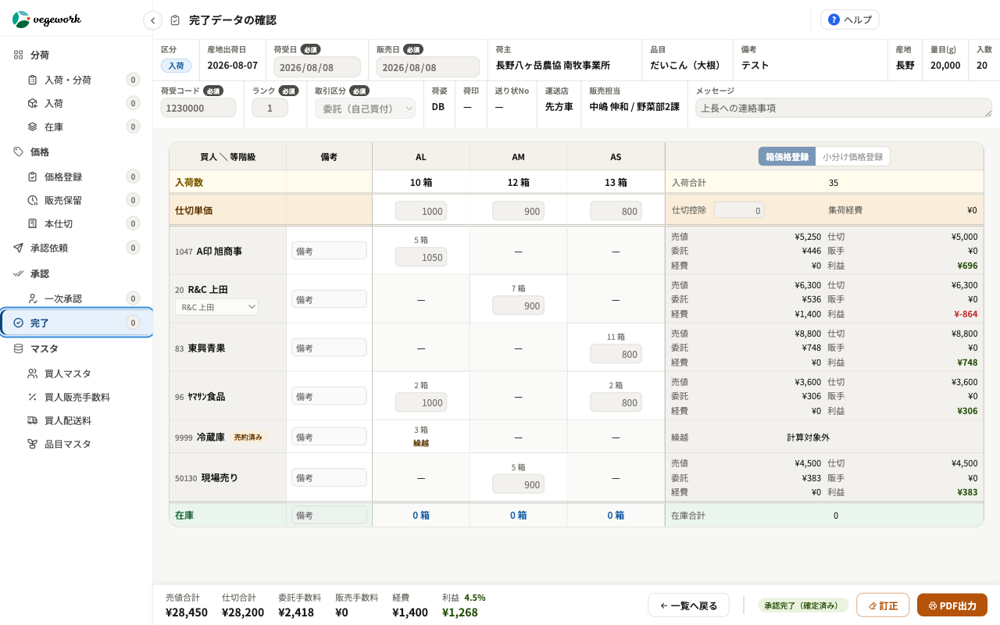 vegework
完了データの確認
? ヘルプ
分荷
入荷・分荷 0
入荷 0
在庫 0
価格
価格登録 0
販売保留 0
本仕切 0
承認依頼 0
承認
一次承認 0
完了 0
マスタ
買人マスタ
買人販売手数料
買人配送料
品目マスタ
区分 産地出荷日 荷受日 必須 販売日 必須 荷主 品目 備考 産地 量目(g) 入数
入荷 2026-08-07 2026/08/08 2026/08/08 長野八ヶ岳農協 南牧事業所 だいこん（大根） テスト 長野 20,000 20
荷受コード 必須 ランク 必須 取引区分 必須 荷姿 荷印 送り状No 運送店 販売担当 メッセージ
1230000 1 委託（自己買付） DB — — 先方車 中嶋 伸和 / 野菜部2課 上長への連絡事項
買人 ＼ 等階級 備考 AL AM AS 箱価格登録 小分け価格登録
入荷数 10 箱 12 箱 13 箱 入荷合計 35
仕切単価 1000 900 800 仕切控除 0 集荷経費 ¥0
1047 A印 旭商事 備考 5 箱 1050 — —
売値 ¥5,250 仕切 ¥5,000
委託 ¥446 販手 ¥0
経費 ¥0 利益 ¥696
20 R&C 上田 R&C 上田 備考 — 7 箱 900 —
売値 ¥6,300 仕切 ¥6,300
委託 ¥536 販手 ¥0
経費 ¥1,400 利益 ¥-864
83 東興青果 備考 — — 11 箱 800
売値 ¥8,800 仕切 ¥8,800
委託 ¥748 販手 ¥0
経費 ¥0 利益 ¥748
96 ﾔﾏｻﾝ食品 備考 2 箱 1000 — 2 箱 800
売値 ¥3,600 仕切 ¥3,600
委託 ¥306 販手 ¥0
経費 ¥0 利益 ¥306
9999 冷蔵庫 売約済み 備考 3 箱 繰越 — — 繰越 計算対象外
50130 現場売り 備考 — 5 箱 900 —
売値 ¥4,500 仕切 ¥4,500
委託 ¥383 販手 ¥0
経費 ¥0 利益 ¥383
在庫 備考 0 箱 0 箱 0 箱 在庫合計 0
売値合計 仕切合計 委託手数料 販売手数料 経費 利益 4.5%
¥28,450 ¥28,200 ¥2,418 ¥0 ¥1,400 ¥1,268
← 一覧へ戻る 承認完了（確定済み） 訂正 PDF出力